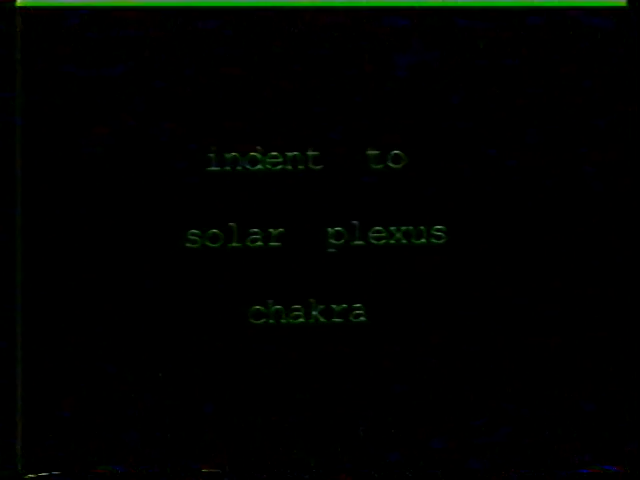 indent to
solar plexus
chakra